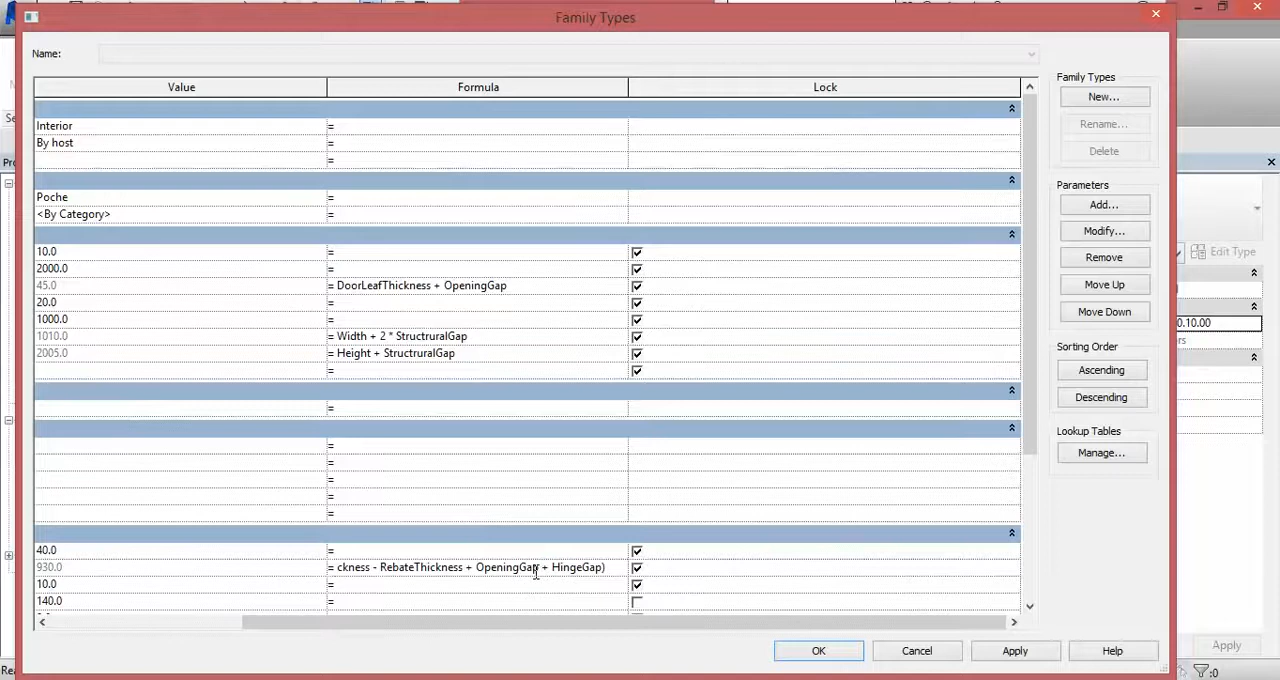 Family Types
Name:
Value Formula Lock
Family Types
New...
Rename...
Delete
Interior =
By host =
=
Poche =
<By Category> =
Parameters
Add...
Modify...
Remove
Move Up
Move Down
10.0 =
2000.0 =
45.0 = DoorLeafThickness + OpeningGap
20.0 =
1000.0 =
1010.0 = Width + 2 * StructruralGap
2005.0 = Height + StructruralGap
=
Sorting Order
Ascending
Descending
=
Lookup Tables
Manage...
=
=
=
=
=
40.0 =
930.0 = ckness - RebateThickness + OpeningGap + HingeGap)
10.0 =
140.0 =
OK Cancel Apply Help
Edit Type
0.10.00
rs
Apply
:0